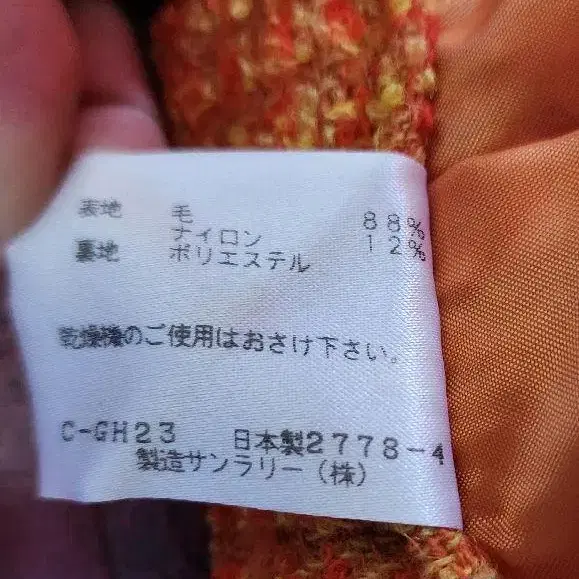 表地 毛 88%
ナイロン 12%
裏地 ポリエステル
乾燥機のご使用はおさけ下さい。
C-GH23 日本製2778-4
製造サンラリー(株)